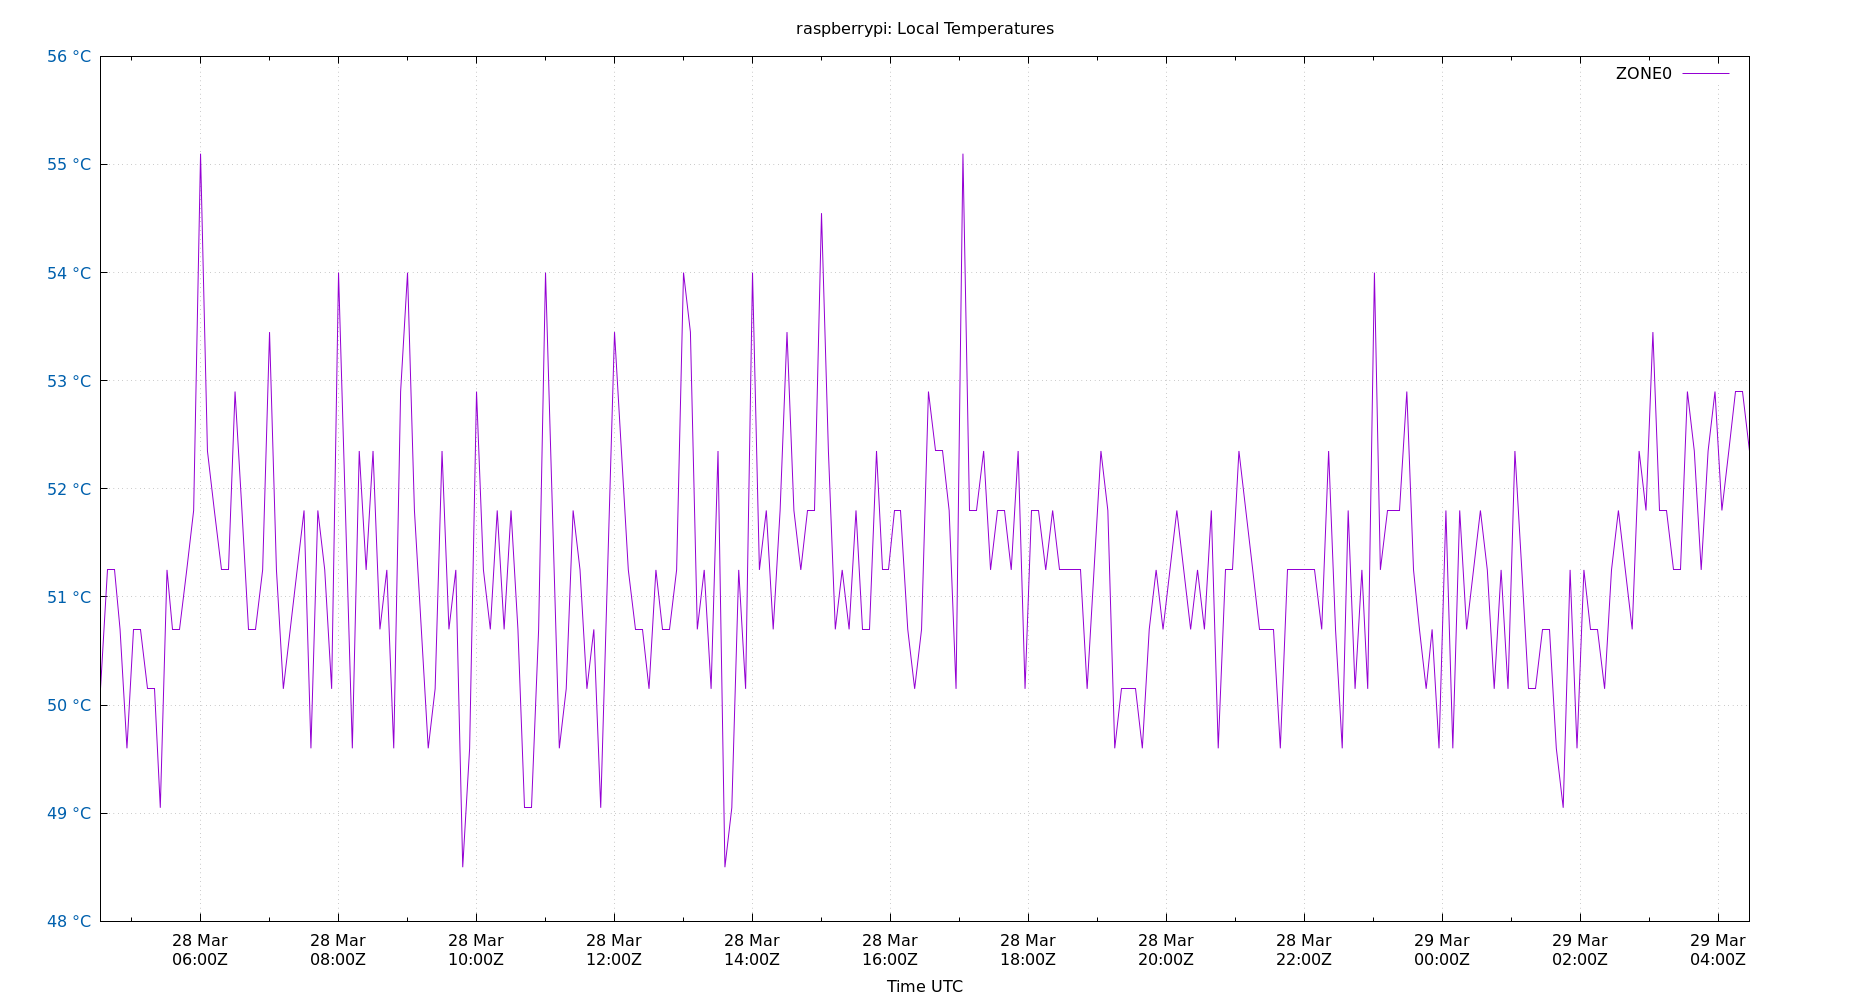 raspberrypi: Local Temperatures
56 °C
ZONE0
55 °C
54 °C
53 °C
52 °C
51 °C
50 °C
49 °C
48 °C
28 Mar 28 Mar 28 Mar 28 Mar 28 Mar 28 Mar 28 Mar 28 Mar 28 Mar 29 Mar 29 Mar 29 Mar
06:00Z 08:00Z 10:00Z 12:00Z 14:00Z 16:00Z 18:00Z 20:00Z 22:00Z 00:00Z 02:00Z 04:00Z
Time UTC